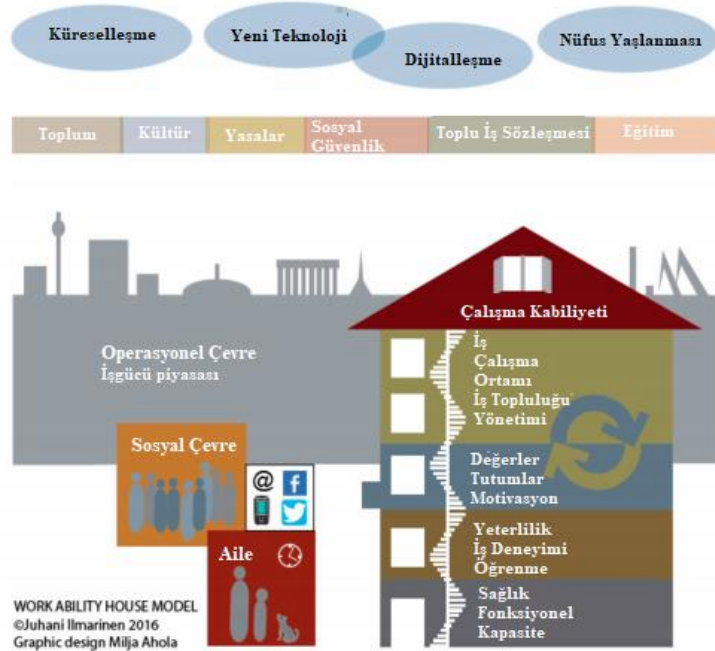 Küreselleşme
Yeni Teknoloji
Dijitalleşme
Nüfus Yaşlanması
Toplum
Kültür
Yasalar
Sosyal
Güvenlik
Toplu İş Sözleşmesi
Eğitim
Çalışma Kabiliyeti
Operasyonel Çevre
İşgücü piyasası
İş
Çalışma
Ortamı
İş Topluluğu
Yönetimi
Sosyal Çevre
@
f
Değerler
Tutumlar
Motivasyon
Aile
Yeterlilik
İş Deneyimi
Öğrenme
Sağlık
Fonksiyonel
Kapasite
WORK ABILITY HOUSE MODEL
©Juhani Ilmarinen 2016
Graphic design Milja Ahola